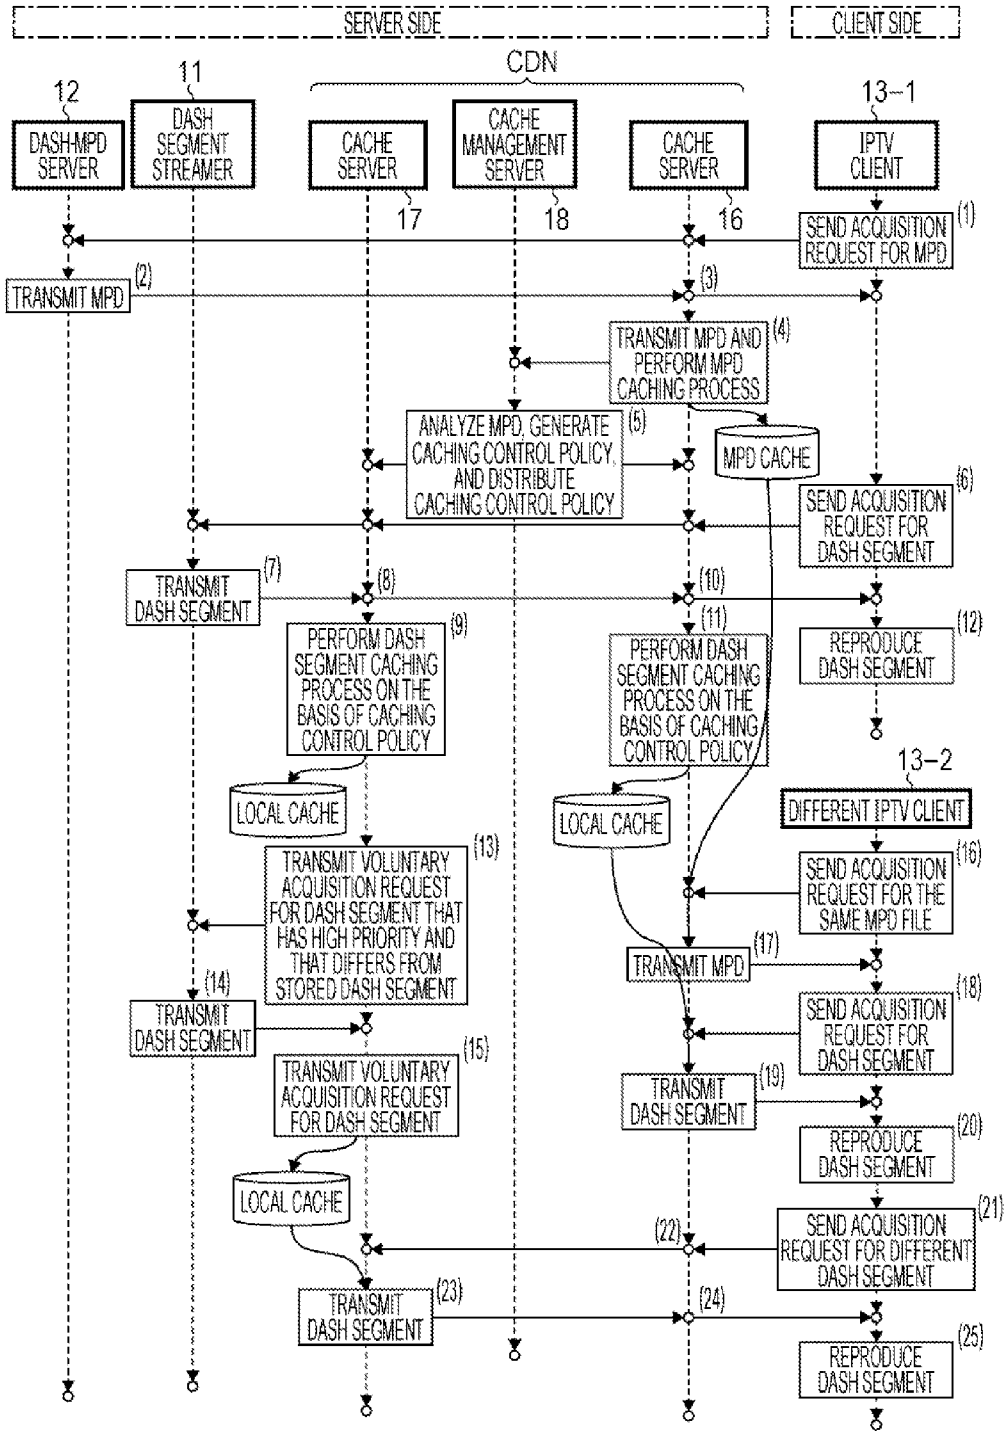 SERVER SIDE
CLIENT SIDE
CDN
12
11
13-1
DASH-MPD
SERVER
DASH
SEGMENT
STREAMER
CACHE
SERVER
CACHE
MANAGEMENT
SERVER
CACHE
SERVER
IPTV
CLIENT
17
18
16
(1)
SEND ACQUISITION
REQUEST FOR MPD
(2)
TRANSMIT MPD
(3)
(4)
TRANSMIT MPD AND
PERFORM MPD
CACHING PROCESS
(5)
ANALYZE MPD, GENERATE
CACHING CONTROL POLICY,
AND DISTRIBUTE
CACHING CONTROL POLICY
MPD CACHE
(6)
SEND ACQUISITION
REQUEST FOR
DASH SEGMENT
(7)
TRANSMIT
DASH SEGMENT
(8)
(10)
(9)
PERFORM DASH
SEGMENT CACHING
PROCESS ON THE
BASIS OF CACHING
CONTROL POLICY
(11)
PERFORM DASH
SEGMENT CACHING
PROCESS ON THE
BASIS OF CACHING
CONTROL POLICY
(12)
REPRODUCE
DASH SEGMENT
LOCAL CACHE
LOCAL CACHE
13-2
DIFFERENT IPTV CLIENT
(13)
TRANSMIT VOLUNTARY
ACQUISITION REQUEST
FOR DASH SEGMENT THAT
HAS HIGH PRIORITY AND
THAT DIFFERS FROM
STORED DASH SEGMENT
(16)
SEND ACQUISITION
REQUEST FOR THE
SAME MPD FILE
(17)
TRANSMIT MPD
(14)
TRANSMIT
DASH SEGMENT
(18)
SEND ACQUISITION
REQUEST FOR
DASH SEGMENT
(15)
TRANSMIT VOLUNTARY
ACQUISITION REQUEST
FOR DASH SEGMENT
(19)
TRANSMIT
DASH SEGMENT
(20)
REPRODUCE
DASH SEGMENT
LOCAL CACHE
(21)
SEND ACQUISITION
REQUEST FOR DIFFERENT
DASH SEGMENT
(22)
(23)
TRANSMIT
DASH SEGMENT
(24)
(25)
REPRODUCE
DASH SEGMENT